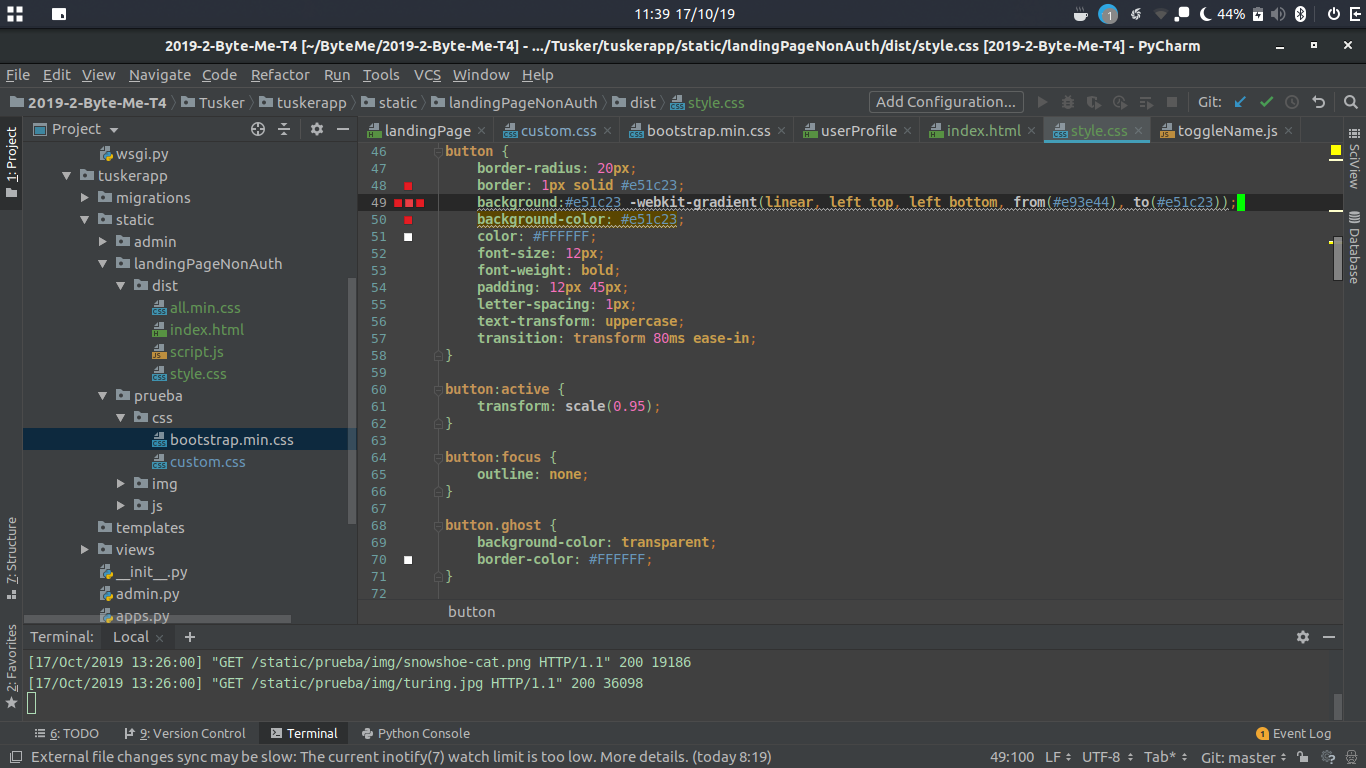 11:39 17/10/19
1
44%
2019-2-Byte-Me-T4 [~/ByteMe/2019-2-Byte-Me-T4] - .../Tusker/tuskerapp/static/landingPageNonAuth/dist/style.css [2019-2-Byte-Me-T4] - PyCharm
File Edit View Navigate Code Refactor Run Tools VCS Window Help
2019-2-Byte-Me-T4 Tusker tuskerapp static landingPageNonAuth dist style.css Add Configuration... Git:
Project
landingPage custom.css bootstrap.min.css userProfile index.html style.css toggleName.js
1: Project
7: Structure
2: Favorites
SciView
Database
wsgi.py
tuskerapp
migrations
static
admin
landingPageNonAuth
dist
all.min.css
index.html
script.js
style.css
prueba
css
bootstrap.min.css
custom.css
img
js
templates
views
__init__.py
admin.py
apps.py
46 button {
47 border-radius: 20px;
48 border: 1px solid #e51c23;
49 background:#e51c23 -webkit-gradient(linear, left top, left bottom, from(#e93e44), to(#e51c23));
50 background-color: #e51c23;
51 color: #FFFFFF;
52 font-size: 12px;
53 font-weight: bold;
54 padding: 12px 45px;
55 letter-spacing: 1px;
56 text-transform: uppercase;
57 transition: transform 80ms ease-in;
58 }
59
60 button:active {
61 transform: scale(0.95);
62 }
63
64 button:focus {
65 outline: none;
66 }
67
68 button.ghost {
69 background-color: transparent;
70 border-color: #FFFFFF;
71 }
72
button
Terminal: Local +
[17/Oct/2019 13:26:00] "GET /static/prueba/img/snowshoe-cat.png HTTP/1.1" 200 19186
[17/Oct/2019 13:26:00] "GET /static/prueba/img/turing.jpg HTTP/1.1" 200 36098
6: TODO 9: Version Control Terminal Python Console 1 Event Log
External file changes sync may be slow: The current inotify(7) watch limit is too low. More details. (today 8:19) 49:100 LF UTF-8 Tab* Git: master